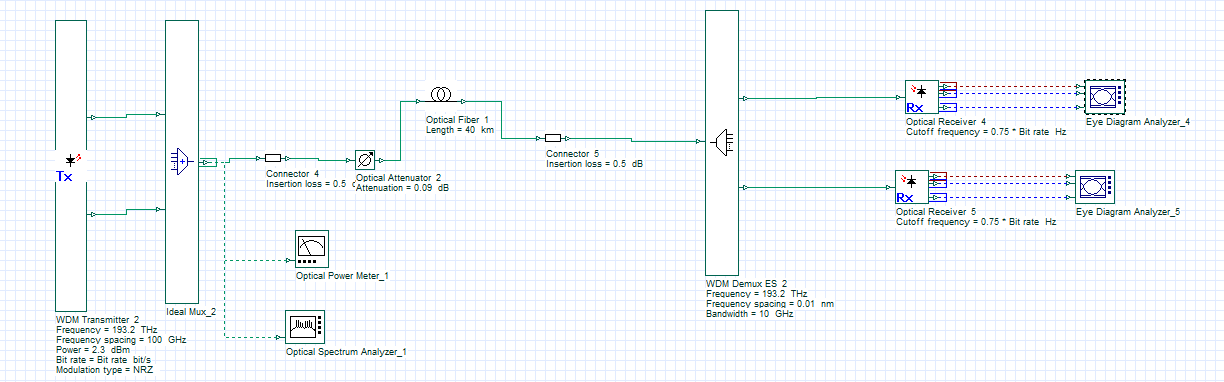 Tx
WDM Transmitter_2
Frequency = 193.2 THz
Frequency spacing = 100 GHz
Power = 2.3 dBm
Bit rate = Bit rate bit/s
Modulation type = NRZ
Ideal Mux_2
Connector_4
Insertion loss = 0.5
Optical Attenuator_2
Attenuation = 0.09 dB
Optical Fiber_1
Length = 40 km
Connector_5
Insertion loss = 0.5 dB
Optical Power Meter_1
Optical Spectrum Analyzer_1
WDM Demux ES_2
Frequency = 193.2 THz
Frequency spacing = 0.01 nm
Bandwidth = 10 GHz
Rx
Optical Receiver_4
Cutoff frequency = 0.75 * Bit rate Hz
Eye Diagram Analyzer_4
Rx
Optical Receiver_5
Cutoff frequency = 0.75 * Bit rate Hz
Eye Diagram Analyzer_5